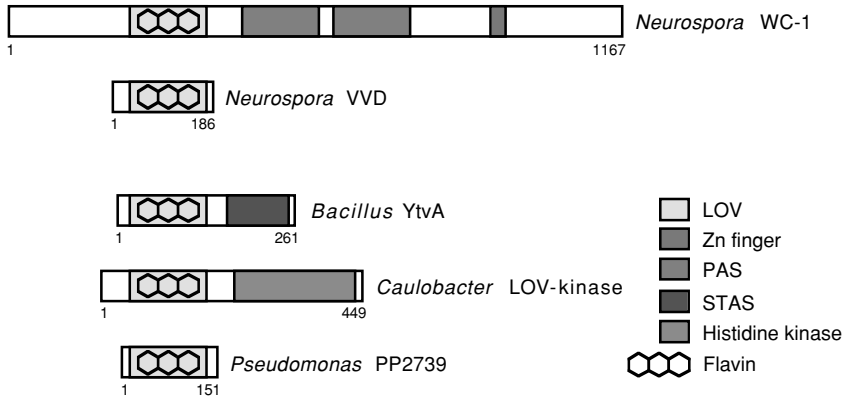 Neurospora WC-1
1 1167
Neurospora VVD
1 186
Bacillus YtvA
1 261
Caulobacter LOV-kinase
1 449
Pseudomonas PP2739
1 151
LOV
Zn finger
PAS
STAS
Histidine kinase
Flavin